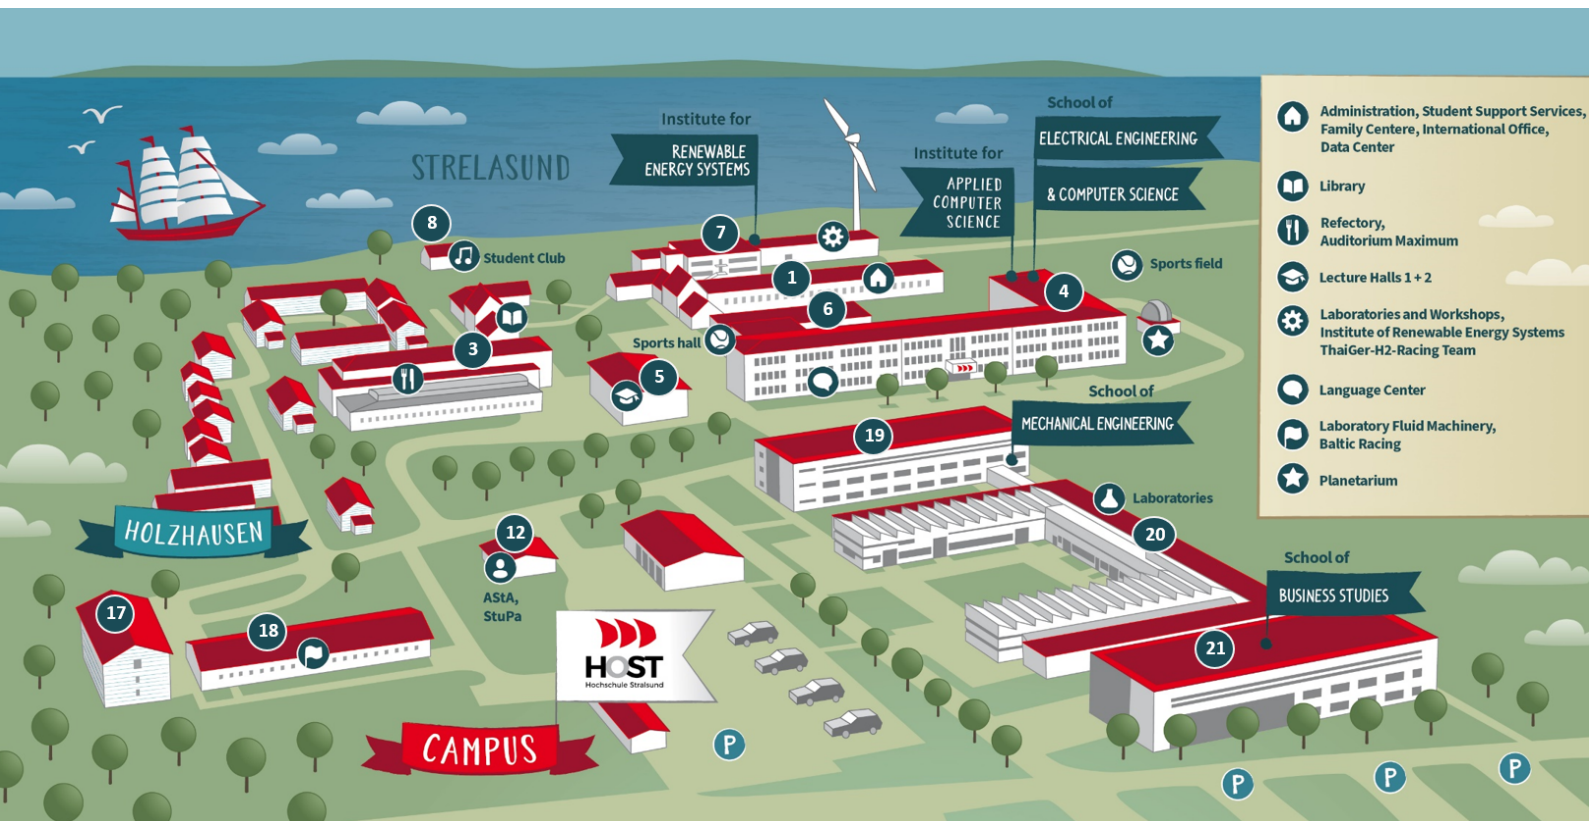 STRELASUND
Institute for
RENEWABLE
ENERGY SYSTEMS
School of
ELECTRICAL ENGINEERING
& COMPUTER SCIENCE
Institute for
APPLIED
COMPUTER
SCIENCE
8
Student Club
7
1
6
4
Sports field
Sports hall
3
5
School of
MECHANICAL ENGINEERING
19
Laboratories
20
HOLZHAUSEN
12
AStA,
StuPa
17
18
HOST
Hochschule Stralsund
CAMPUS
School of
BUSINESS STUDIES
21
P
P
P
P
Administration, Student Support Services,
Family Centere, International Office,
Data Center
Library
Refectory,
Auditorium Maximum
Lecture Halls 1 + 2
Laboratories and Workshops,
Institute of Renewable Energy Systems
ThaiGer-H2-Racing Team
Language Center
Laboratory Fluid Machinery,
Baltic Racing
Planetarium